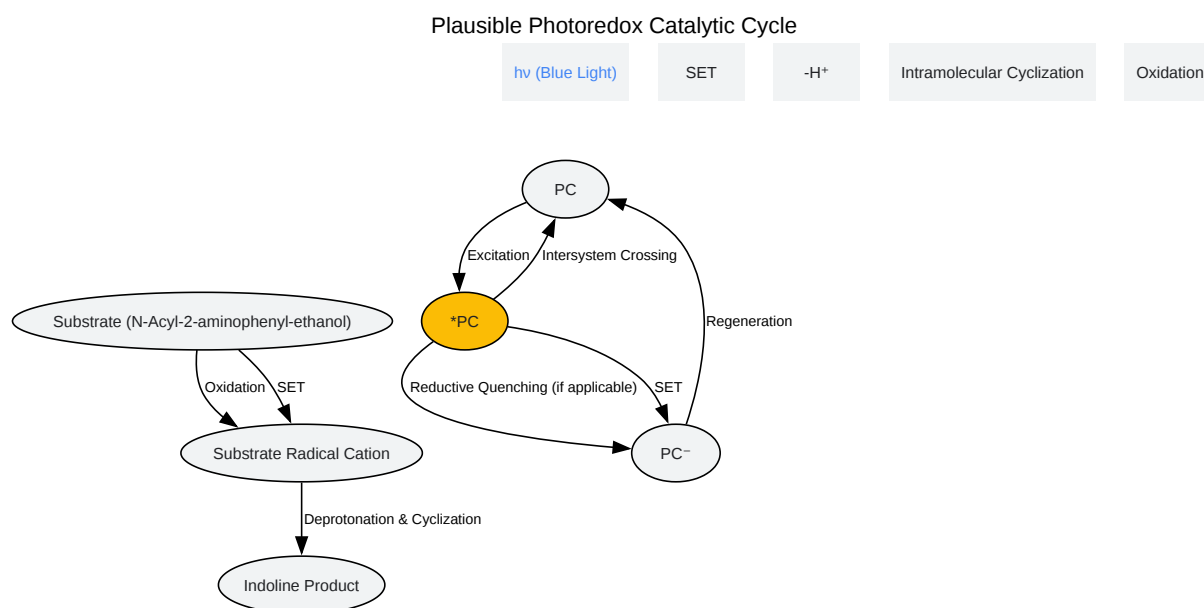 Plausible Photoredox Catalytic Cycle
hν (Blue Light)
SET
-H⁺
Intramolecular Cyclization
Oxidation
PC
Excitation
Intersystem Crossing
Substrate (N-Acyl-2-aminophenyl-ethanol)
*PC
Regeneration
Oxidation
SET
Reductive Quenching (if applicable)
SET
Substrate Radical Cation
PC⁻
Deprotonation & Cyclization
Indoline Product